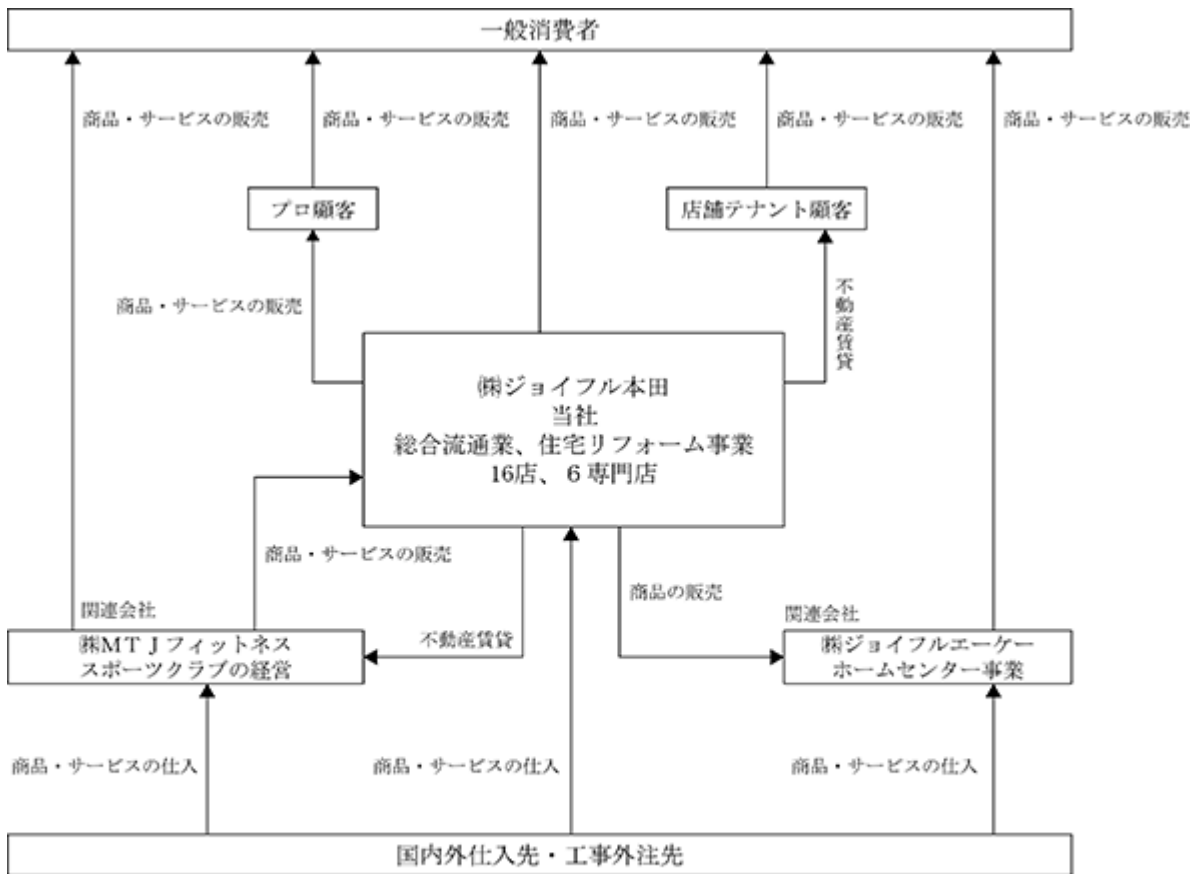 一般消費者
商品・サービスの販売
商品・サービスの販売
商品・サービスの販売
商品・サービスの販売
商品・サービスの販売
プロ顧客
店舗テナント顧客
商品・サービスの販売
不動産賃貸
㈱ジョイフル本田
当社
総合流通業、住宅リフォーム事業
16店、6専門店
商品・サービスの販売
商品の販売
関連会社
㈱MTJフィットネス
スポーツクラブの経営
不動産賃貸
関連会社
㈱ジョイフルエーケー
ホームセンター事業
商品・サービスの仕入
商品・サービスの仕入
商品・サービスの仕入
国内外仕入先・工事外注先